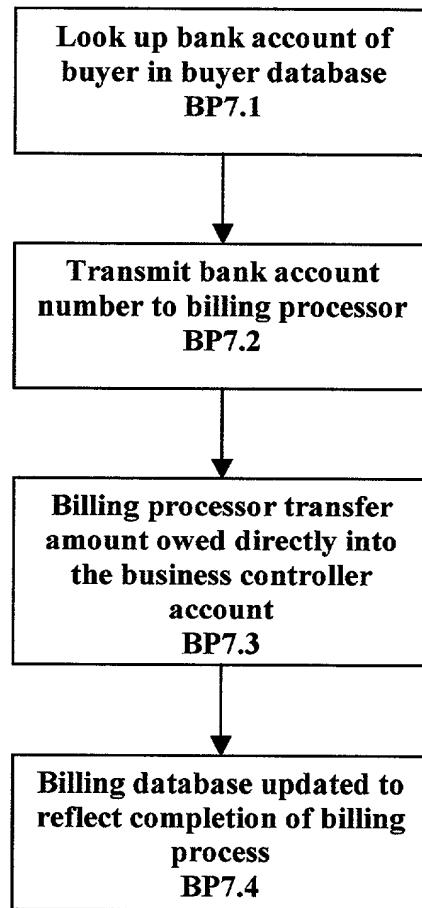 Look up bank account of
buyer in buyer database
BP7.1
Transmit bank account
number to billing processor
BP7.2
Billing processor transfer
amount owed directly into
the business controller
account
BP7.3
Billing database updated to
reflect completion of billing
process
BP7.4